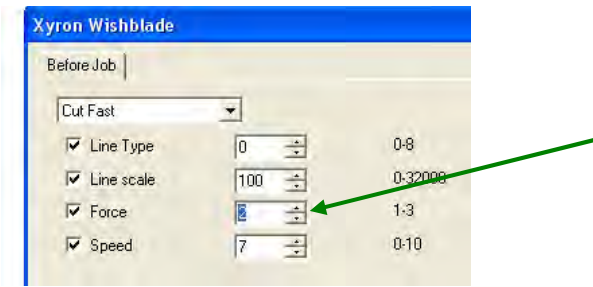 Xyron Wishblade
Before Job
Cut Fast
Line Type 0 0-8
Line scale 100 0-32008
Force 2 1-3
Speed 7 0-10